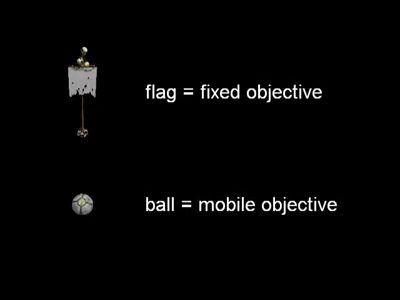 flag = fixed objective
ball = mobile objective